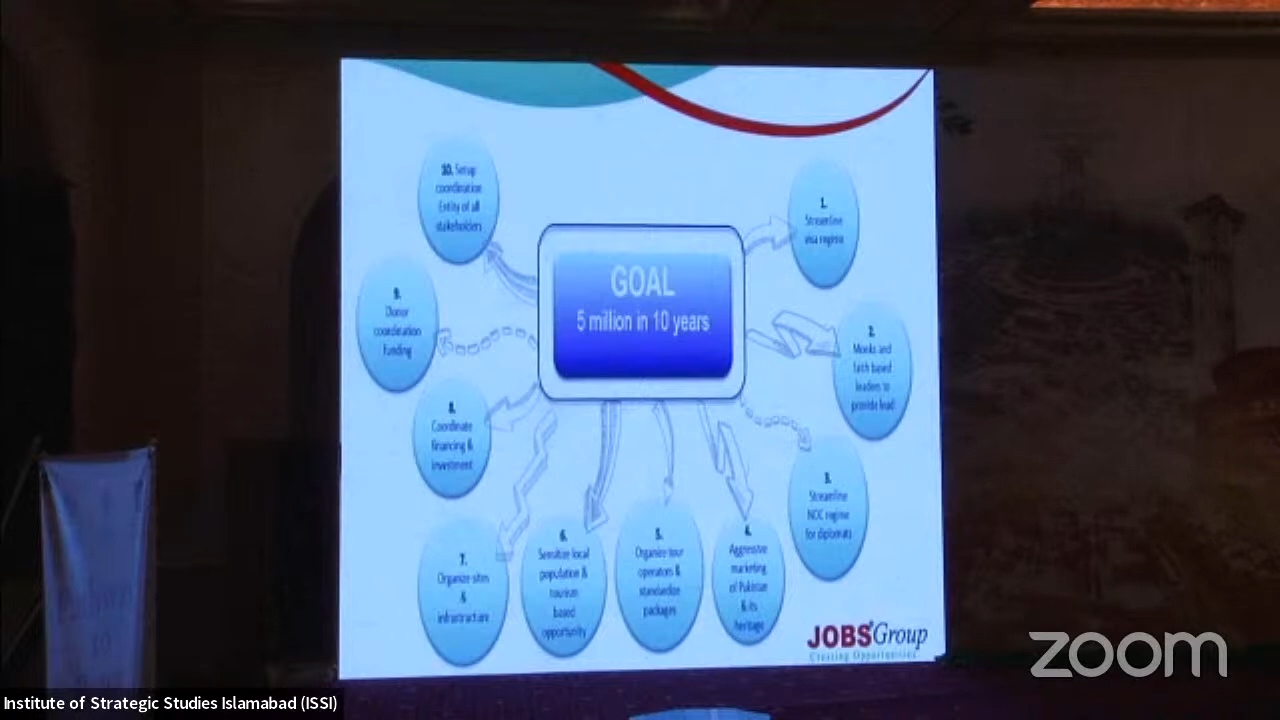 10. Setup
coordination
Entity of all
stakeholders
1.
Streamline
visa regime
GOAL
5 million in 10 years
9.
Donor
coordination
funding
2.
Monks and
faith based
leaders to
provide lead
8.
Coordinate
financing &
investment
3.
Streamline
NOC regime
for diplomats
7.
Organize sites
&
infrastructure
6.
Sensitize local
population &
tourism
based
opportunity
5.
Organize tour
operators &
standardize
packages
4.
Aggressive
marketing
of Pakistan
& its
heritage
JOBS Group
Creating Opportunities
zoom
Institute of Strategic Studies Islamabad (ISSI)